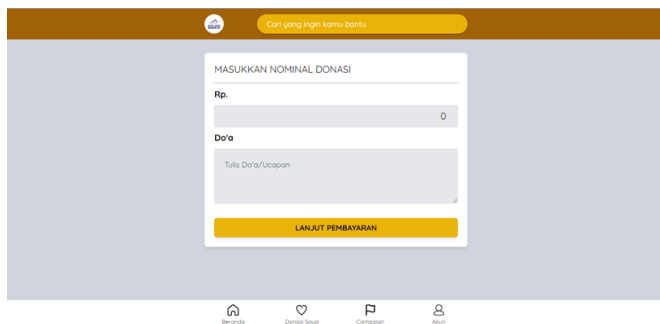 Cari yang ingin kamu bantu
MASUKKAN NOMINAL DONASI
Rp.
0
Do'a
Tulis Do'a/Ucapan
LANJUT PEMBAYARAN
Beranda
Donasi Saya
Campaign
Akun